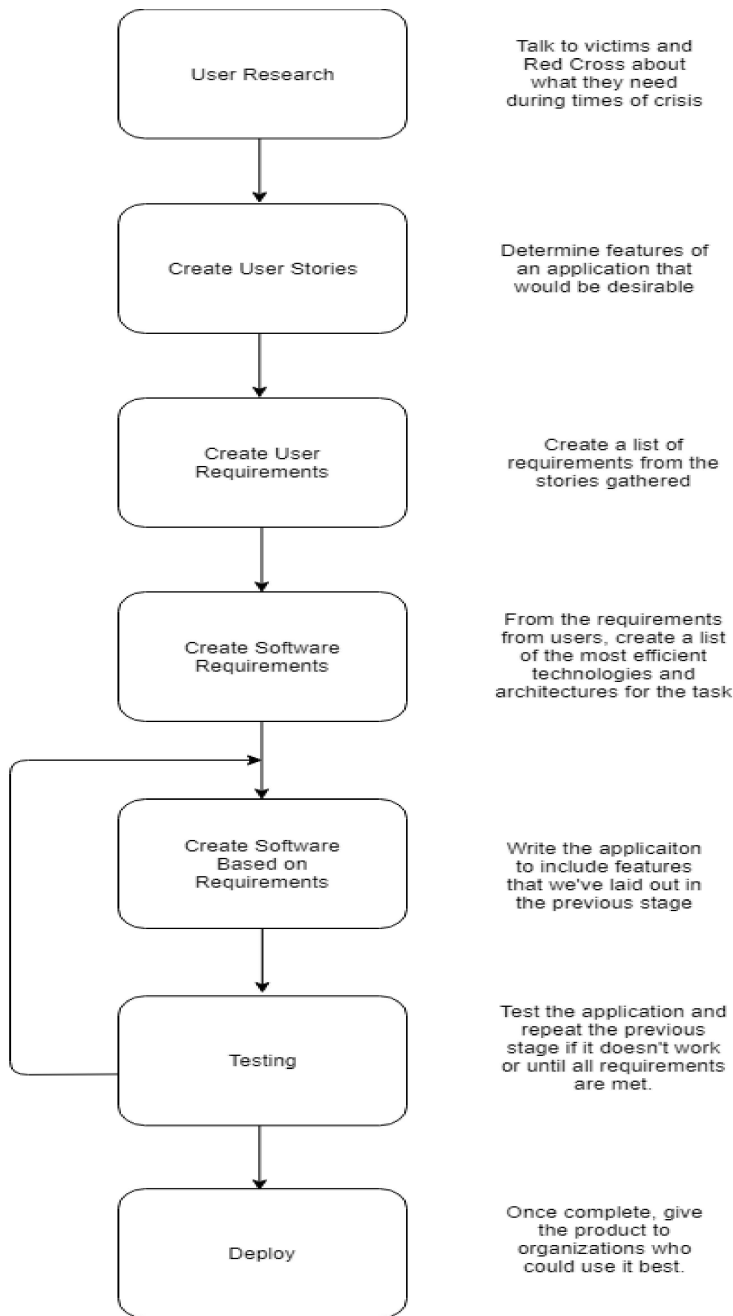 User Research
Talk to victims and
Red Cross about
what they need
during times of crisis
Create User Stories
Determine features of
an application that
would be desirable
Create User
Requirements
Create a list of
requirements from the
stories gathered
Create Software
Requirements
From the requirements
from users, create a list
of the most efficient
technologies and
architectures for the task
Create Software
Based on
Requirements
Write the applicaiton
to include features
that we've laid out in
the previous stage
Testing
Test the application and
repeat the previous
stage if it doesn't work
or until all requirements
are met.
Deploy
Once complete, give
the product to
organizations who
could use it best.